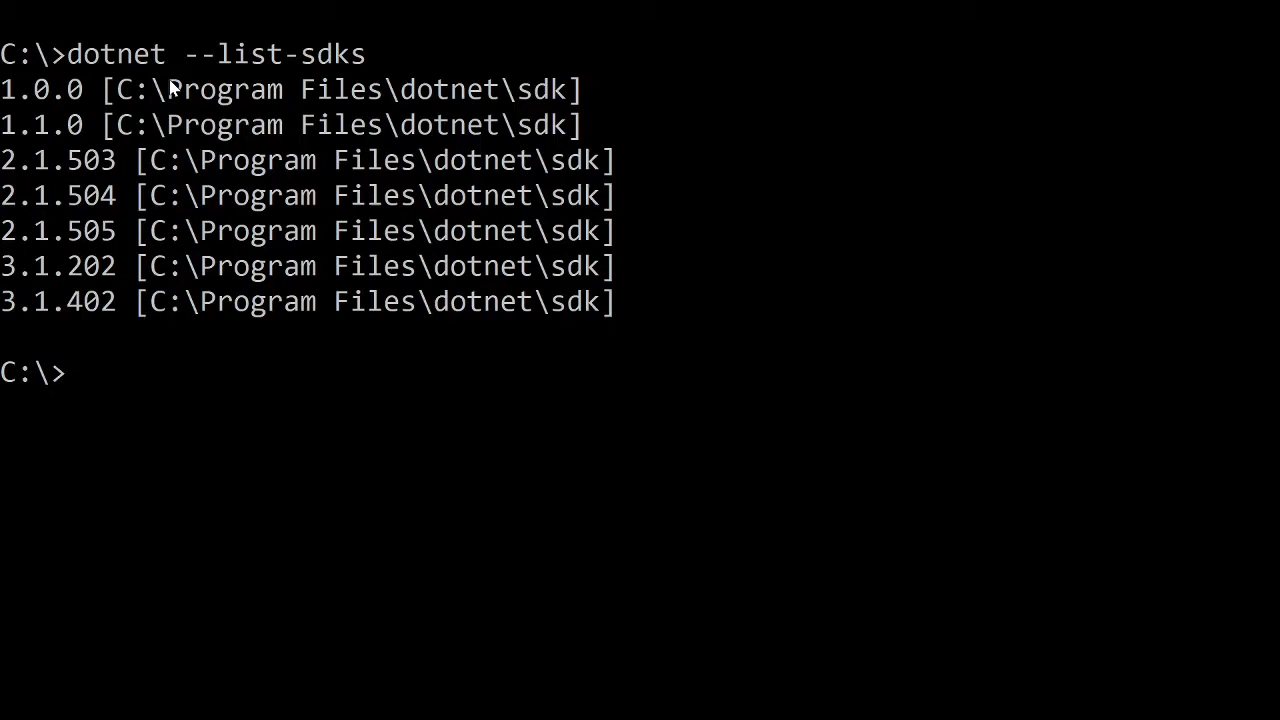 C:\>dotnet --list-sdks
1.0.0 [C:\Program Files\dotnet\sdk]
1.1.0 [C:\Program Files\dotnet\sdk]
2.1.503 [C:\Program Files\dotnet\sdk]
2.1.504 [C:\Program Files\dotnet\sdk]
2.1.505 [C:\Program Files\dotnet\sdk]
3.1.202 [C:\Program Files\dotnet\sdk]
3.1.402 [C:\Program Files\dotnet\sdk]
C:\>